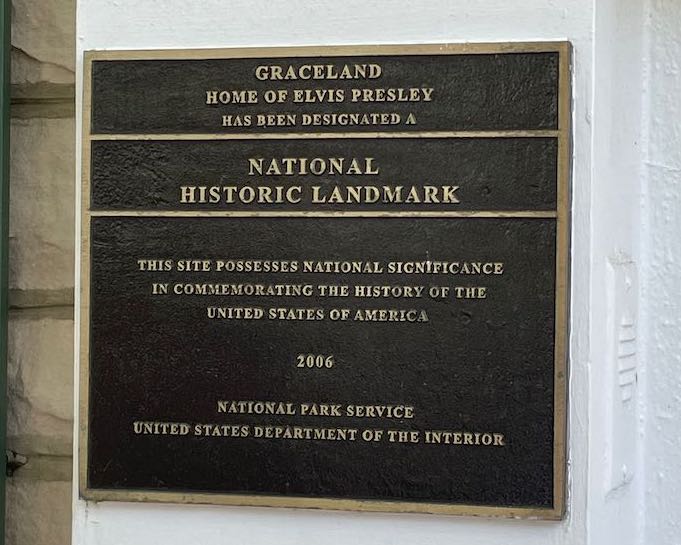 GRACELAND
HOME OF ELVIS PRESLEY
HAS BEEN DESIGNATED A
NATIONAL
HISTORIC LANDMARK
THIS SITE POSSESSES NATIONAL SIGNIFICANCE
IN COMMEMORATING THE HISTORY OF THE
UNITED STATES OF AMERICA
2006
NATIONAL PARK SERVICE
UNITED STATES DEPARTMENT OF THE INTERIOR